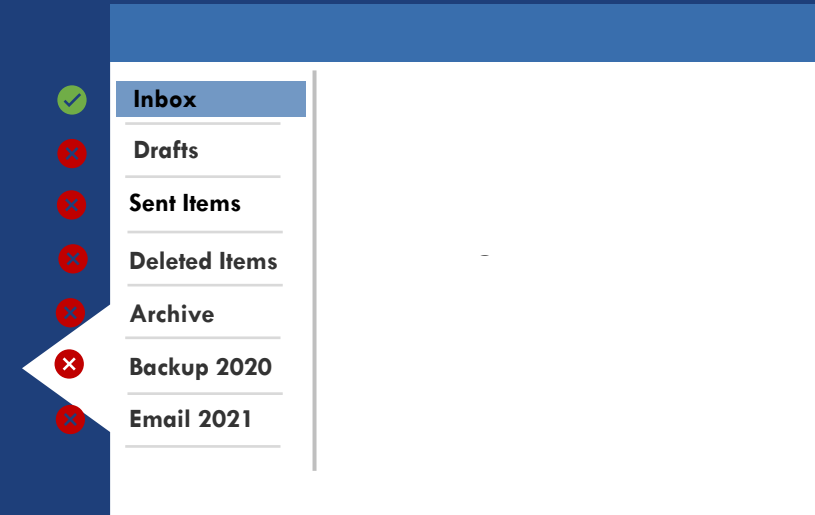 Inbox
Drafts
Sent Items
Deleted Items
Archive
Backup 2020
Email 2021